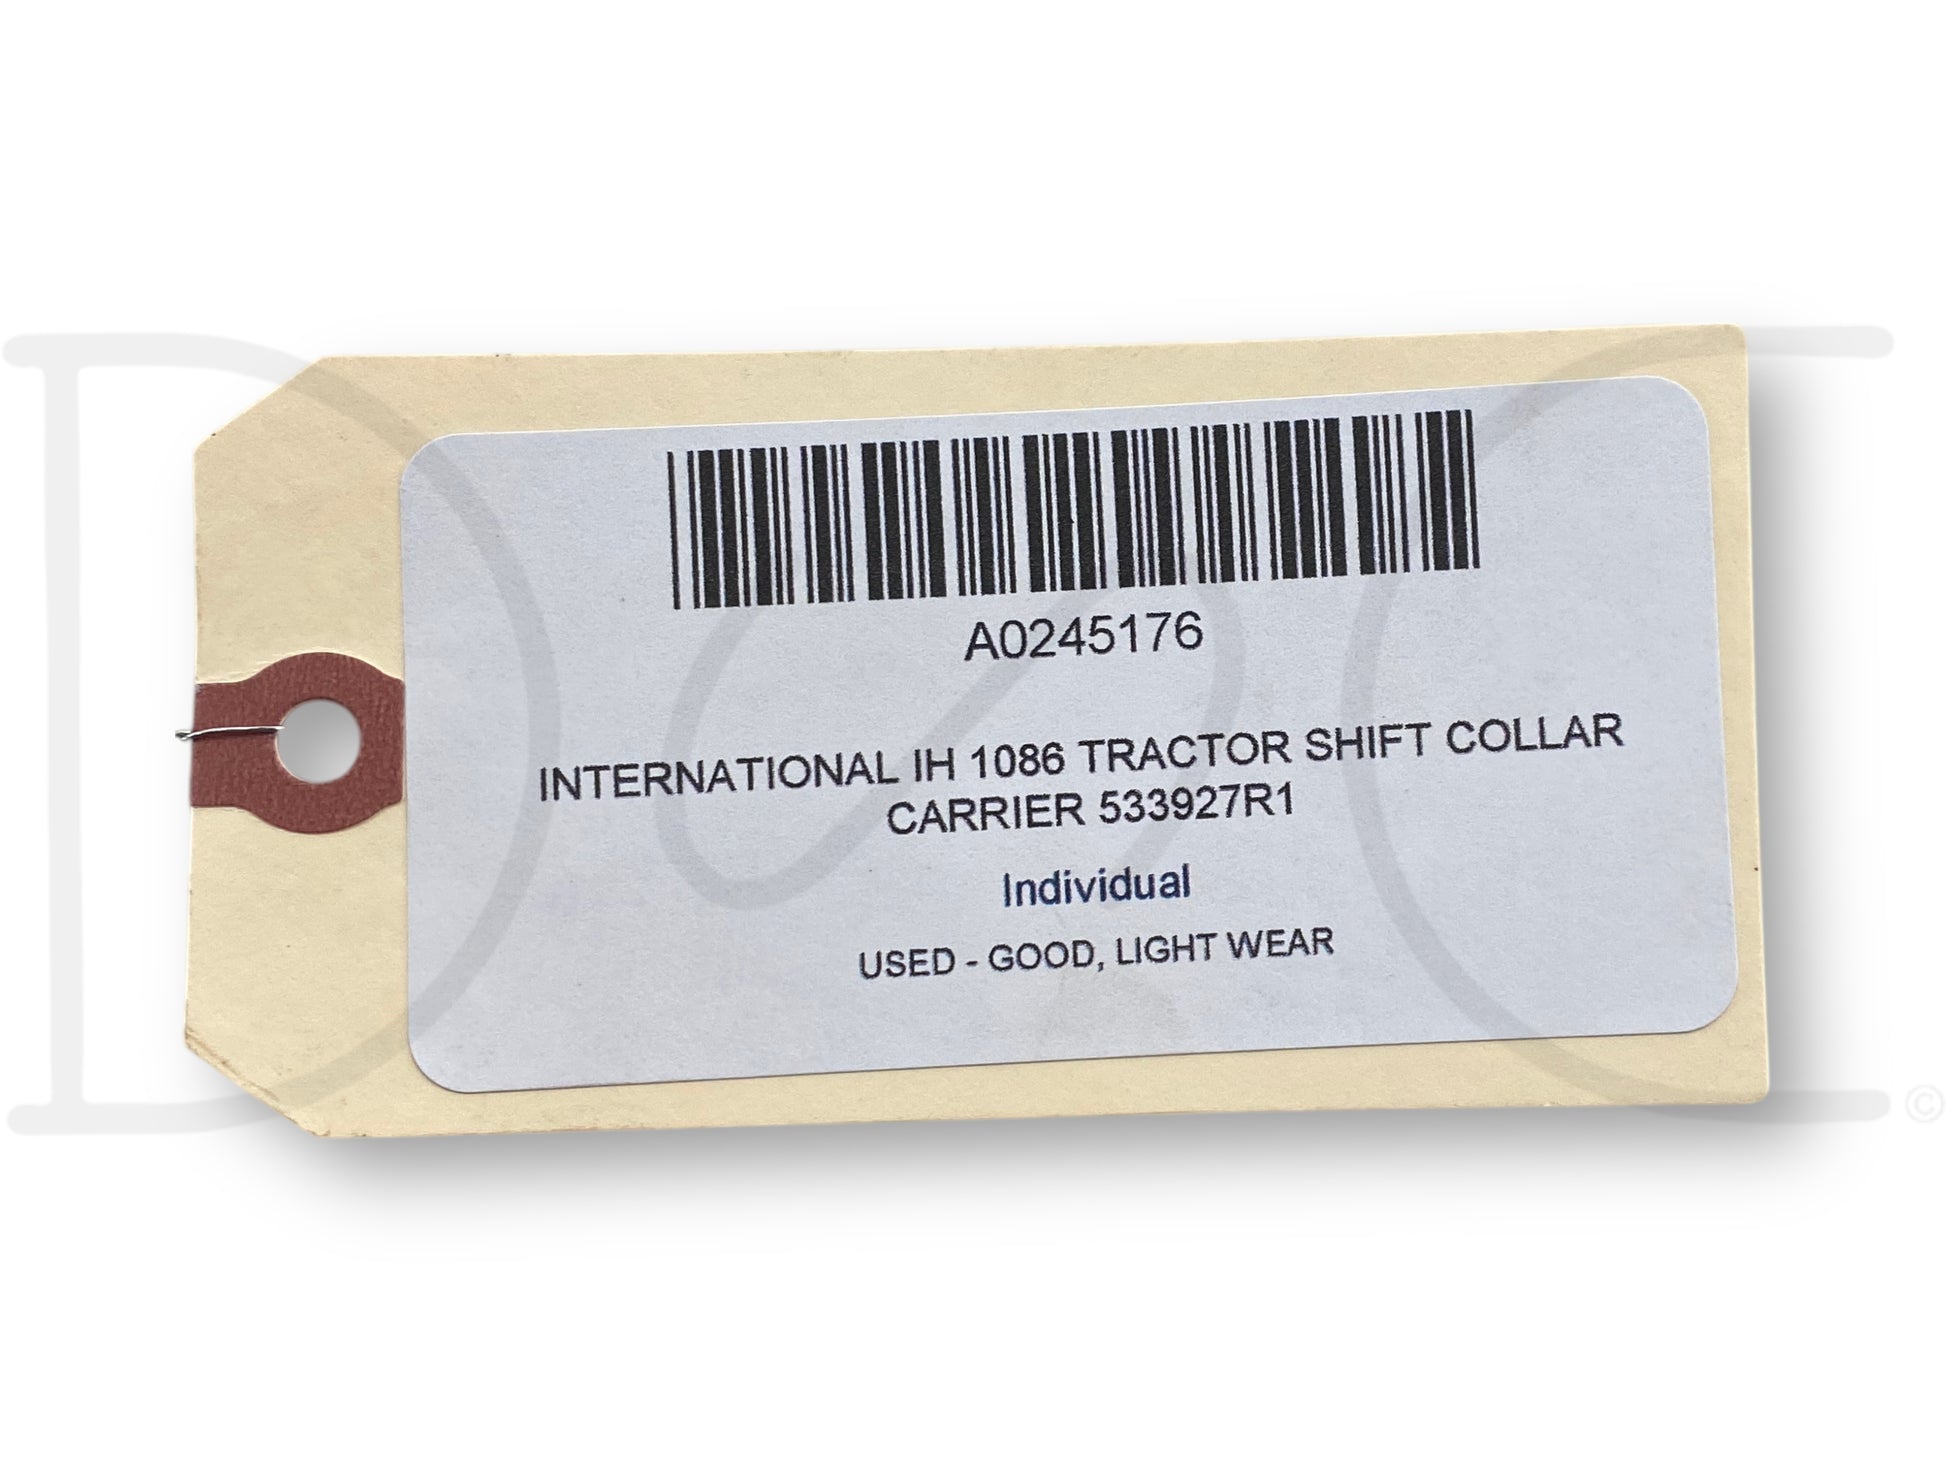 A0245176
INTERNATIONAL IH 1086 TRACTOR SHIFT COLLAR
CARRIER 533927R1
Individual
USED - GOOD, LIGHT WEAR
©